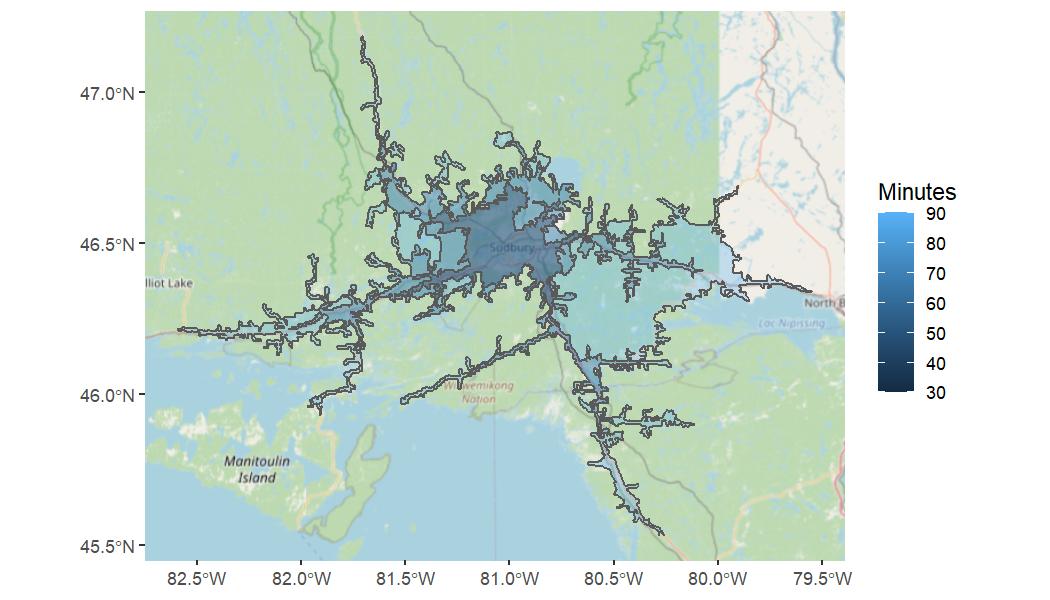 47.0°N
46.5°N
46.0°N
45.5°N
82.5°W
82.0°W
81.5°W
81.0°W
80.5°W
80.0°W
79.5°W
Sudbury
lliot Lake
North B
Lac Nipissing
Nation
Manitoulin
Island
Minutes
90
80
70
60
50
40
30